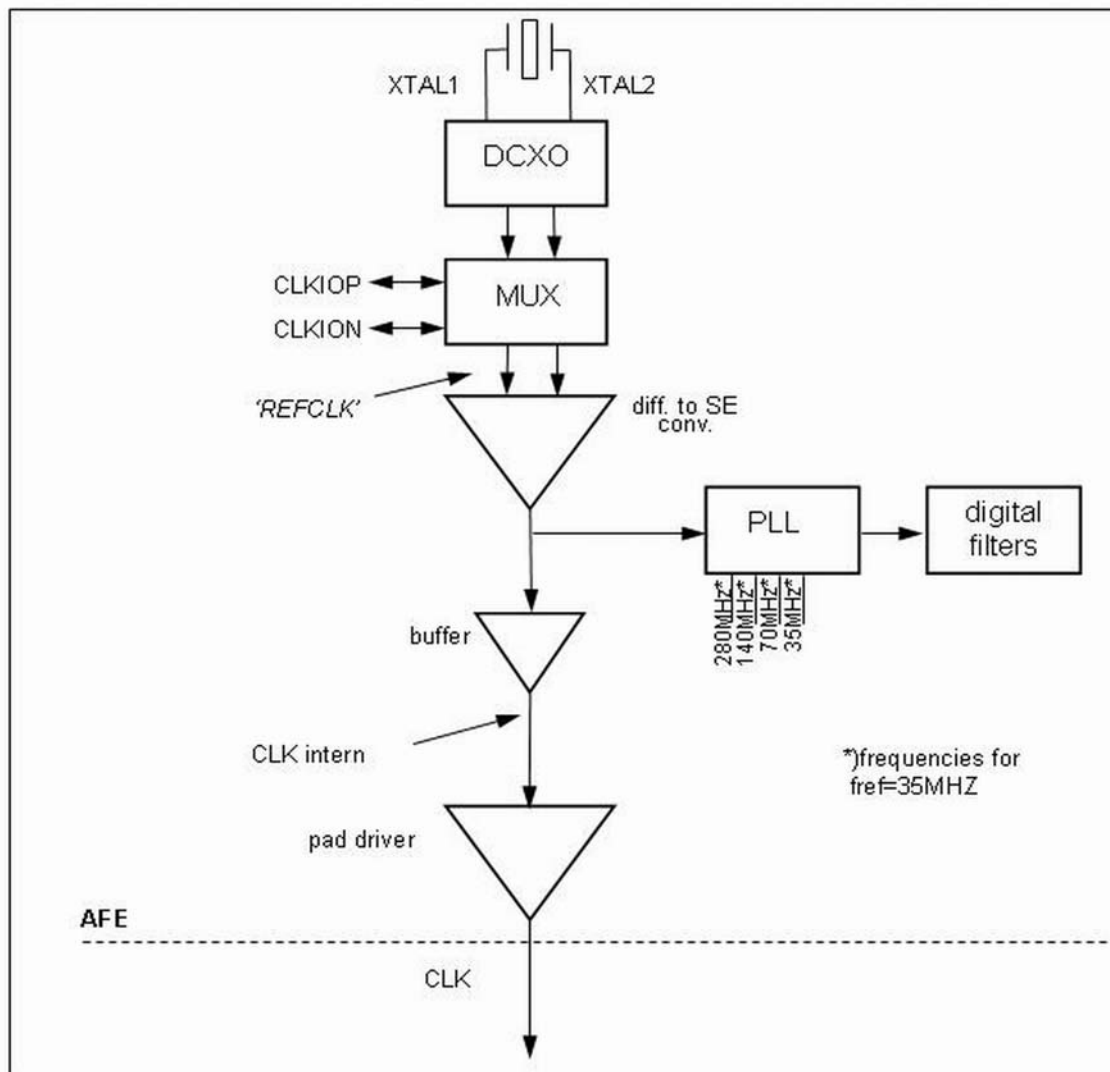 XTAL1
XTAL2
DCXO
CLKIOP
MUX
CLKION
'REFCLK'
diff. to SE
conv.
PLL
digital
filters
280MHz*
140MHz*
70MHz*
35MHz*
buffer
CLK intern
*)frequencies for
fref=35MHZ
pad driver
AFE
CLK